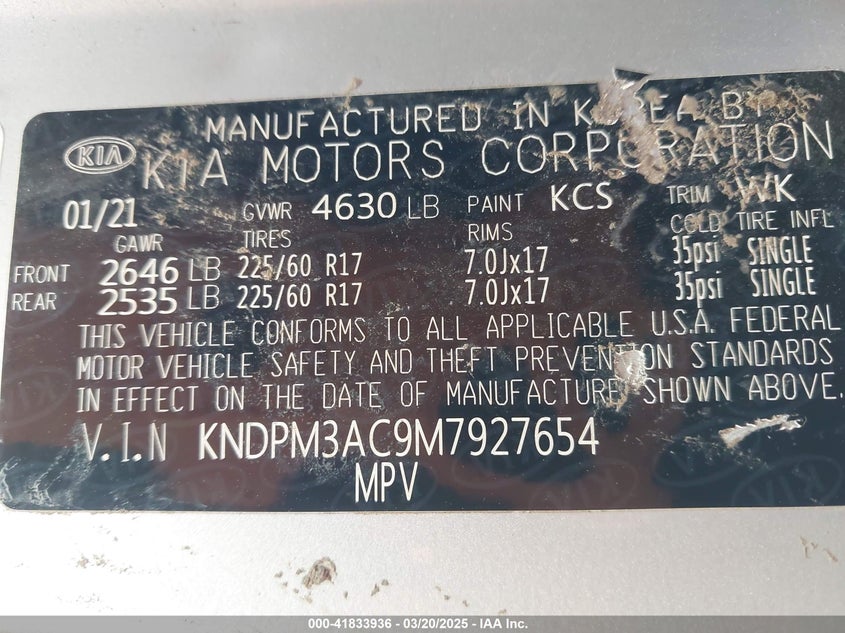 MANUFACTURED IN KOREA BY
KIA KIA MOTORS CORPORATION
01/21 GVWR 4630 LB PAINT KCS TRIM WK
GAWR TIRES RIMS COLD TIRE INFL
FRONT 2646 LB 225/60 R17 7.0Jx17 35psi SINGLE
REAR 2535 LB 225/60 R17 7.0Jx17 35psi SINGLE
THIS VEHICLE CONFORMS TO ALL APPLICABLE U.S.A. FEDERAL
MOTOR VEHICLE SAFETY AND THEFT PREVENTION STANDARDS
IN EFFECT ON THE DATE OF MANUFACTURE SHOWN ABOVE.
V.I.N KNDPM3AC9M7927654
MPV
000-41833936 - 03/20/2025 - IAA Inc.